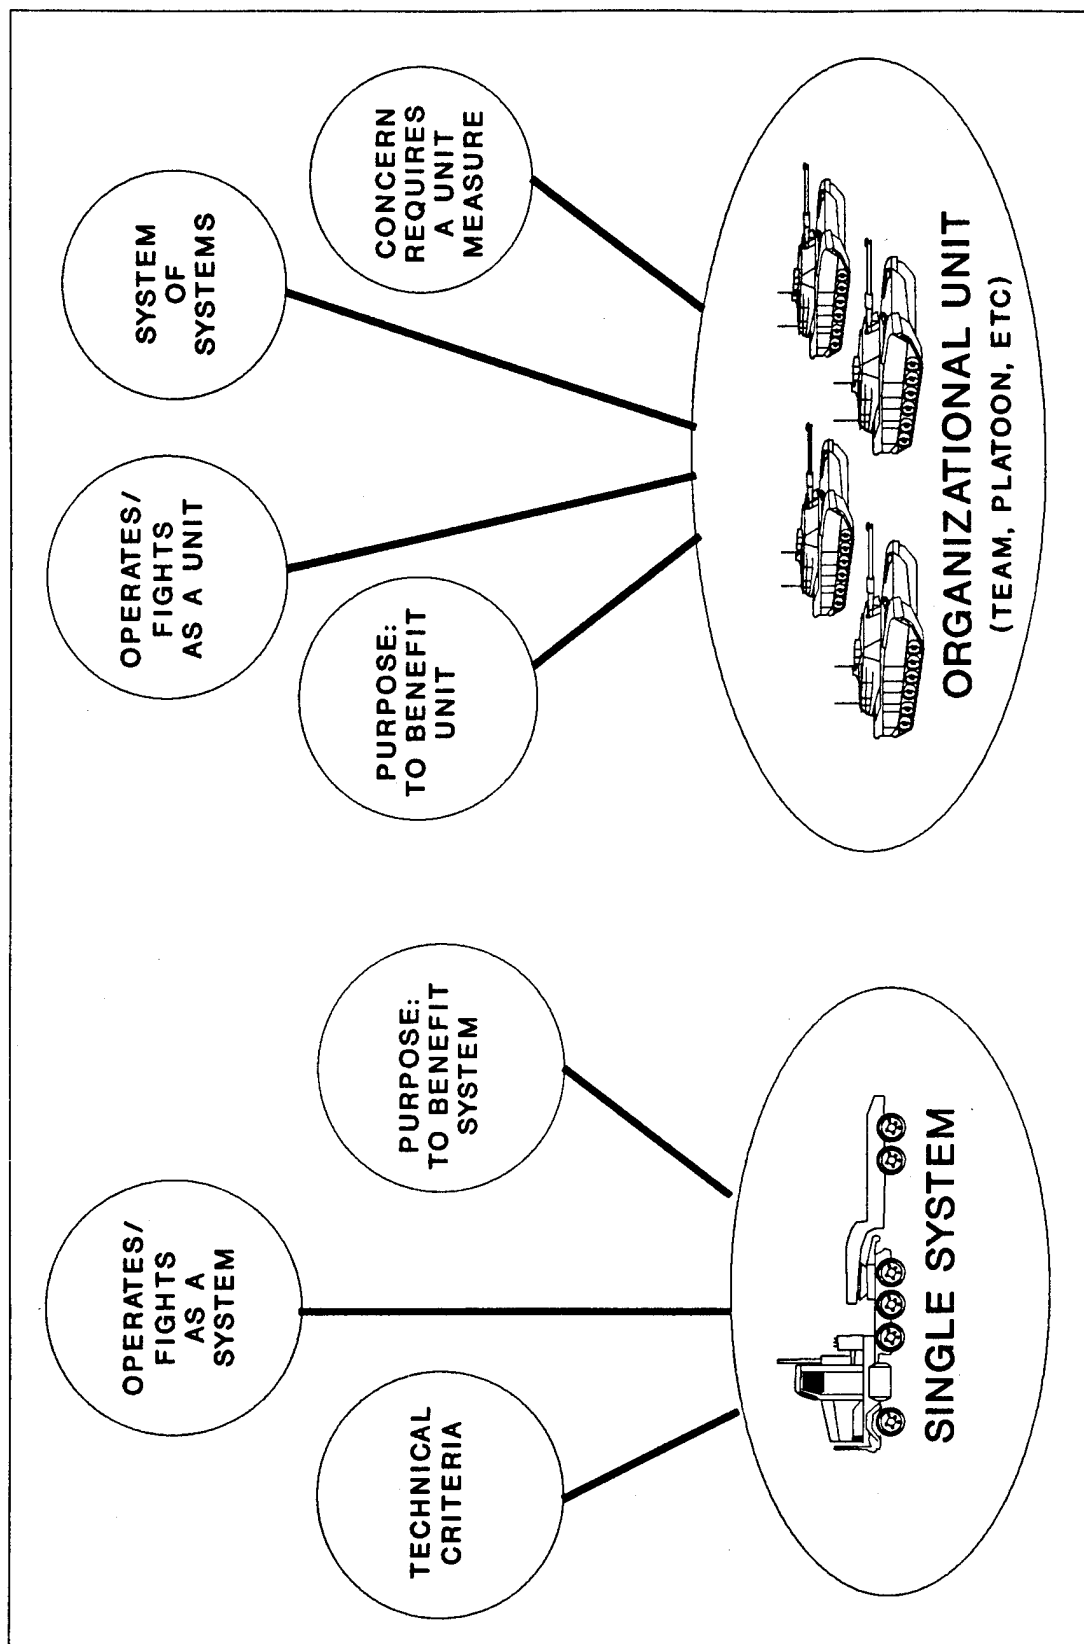 TECHNICAL
CRITERIA
OPERATES/
FIGHTS
AS A
SYSTEM
PURPOSE:
TO BENEFIT
SYSTEM
SINGLE SYSTEM
PURPOSE:
TO BENEFIT
UNIT
OPERATES/
FIGHTS
AS A UNIT
SYSTEM
OF
SYSTEMS
CONCERN
REQUIRES
A UNIT
MEASURE
ORGANIZATIONAL UNIT
(TEAM, PLATOON, ETC)